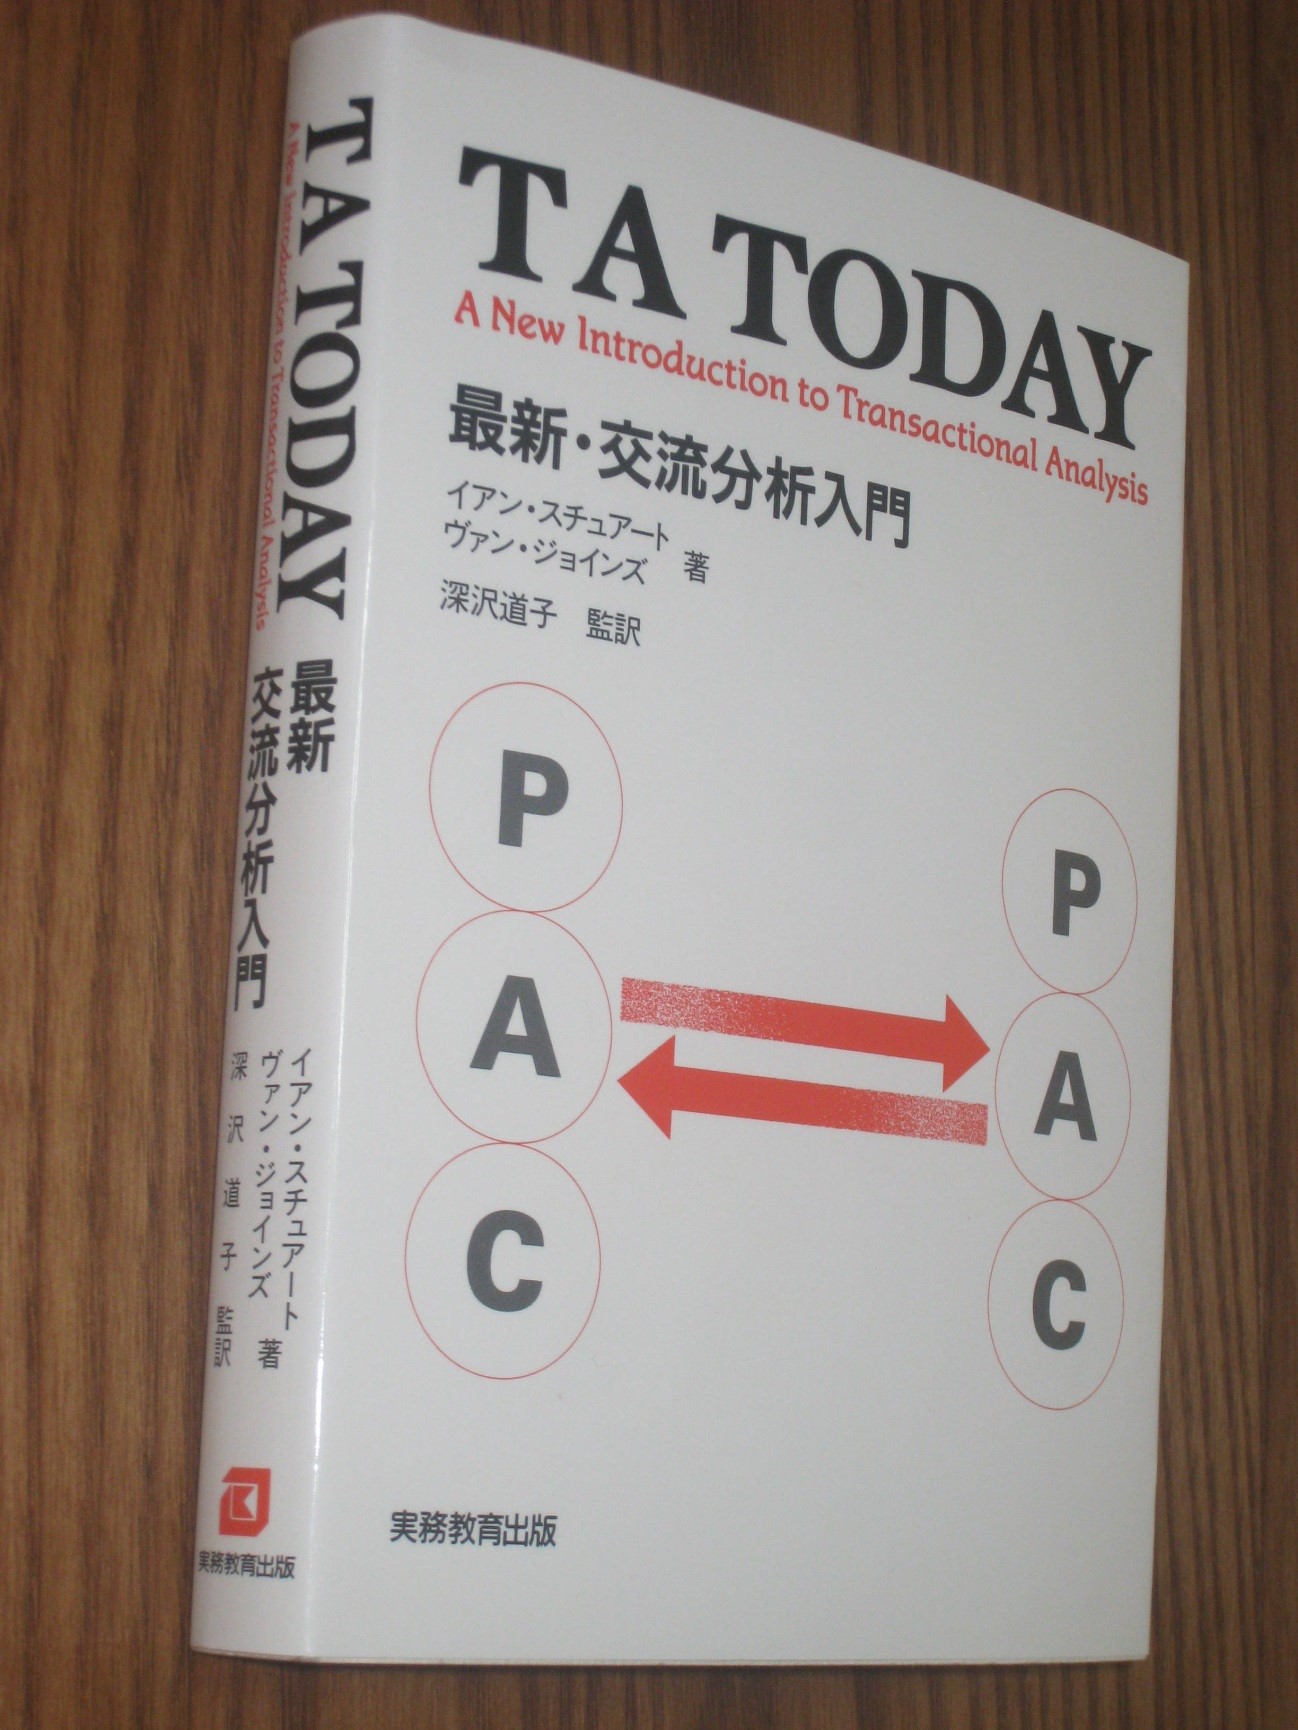 TA TODAY
A New Introduction to Transactional Analysis
最新・交流分析入門
イアン・スチュアート
ヴァン・ジョインズ 著
深沢道子 監訳
P
A
C
P
A
C
実務教育出版
TA TODAY
A New Introduction to Transactional Analysis
最新
交流分析入門
イアン・スチュアート
ヴァン・ジョインズ 著
深沢道子 監訳
実務教育出版